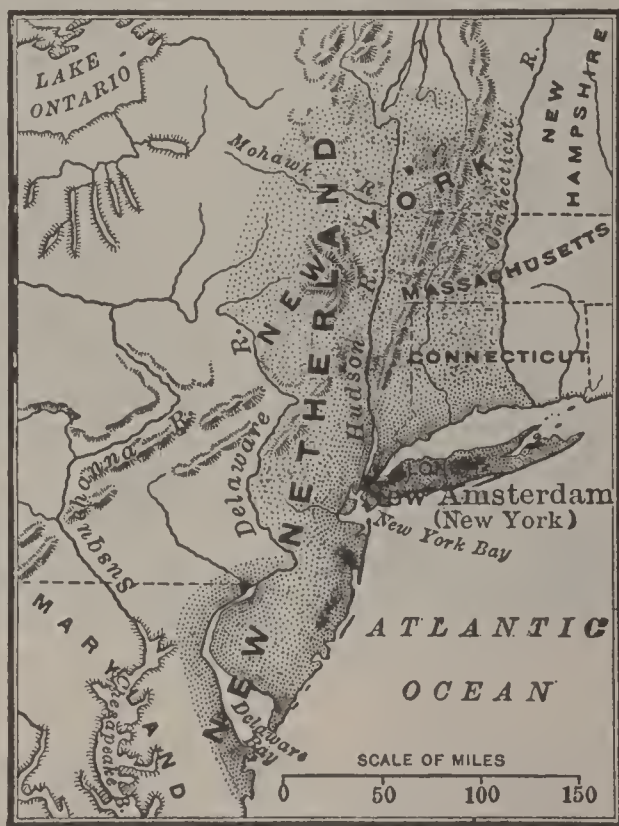 LAKE
ONTARIO
Mohawk R.
Hudson R.
Connecticut R.
NEW
HAMPSHIRE
NEW YORK
MASSACHUSETTS
CONNECTICUT
NEW NETHERLAND
Delaware R.
Susquehanna R.
New Amsterdam
(New York)
New York Bay
MARYLAND
Chesapeake B.
Delaware
Bay
ATLANTIC
OCEAN
SCALE OF MILES
0 50 100 150